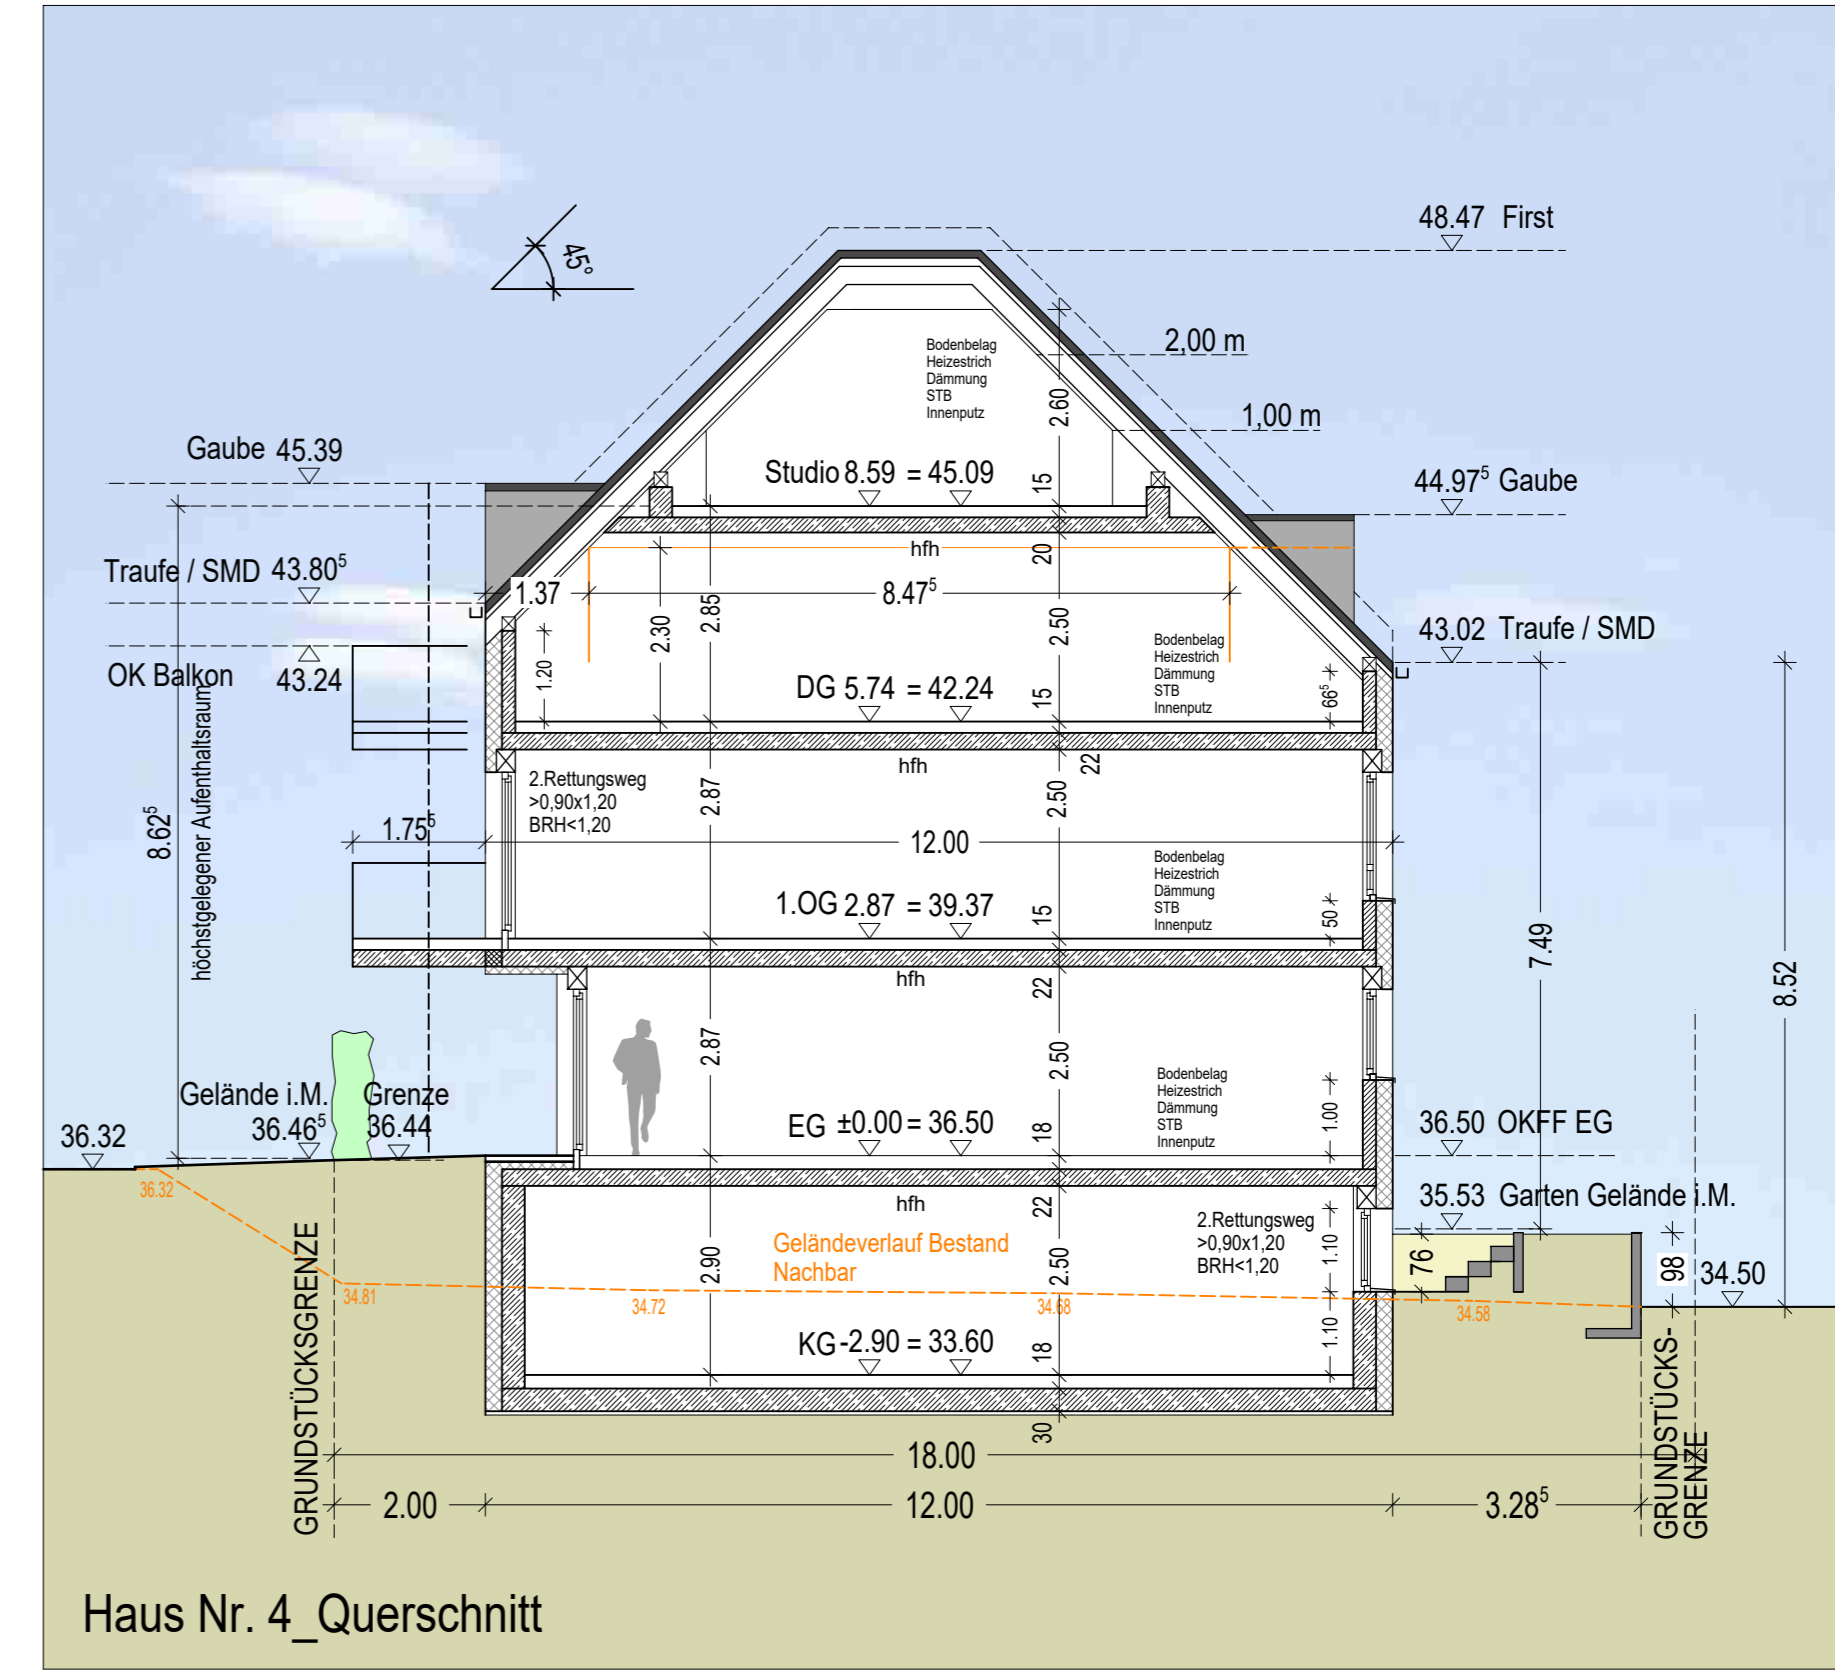 48.47 First
45°
2,00 m
Bodenbelag
Heizestrich
Dämmung
STB
Innenputz
2.60
1,00 m
Gaube 45.39
Studio 8.59 = 45.09
15
44.97⁵ Gaube
hfh
20
Traufe / SMD 43.80⁵
1.37
8.47⁵
2.85
2.30
2.50
43.02 Traufe / SMD
Bodenbelag
Heizestrich
Dämmung
STB
Innenputz
OK Balkon 43.24
1.20
DG 5.74 = 42.24
15
66⁵
hfh
22
2.Rettungsweg
>0,90x1,20
BRH<1,20
2.87
2.50
8.62⁵
höchstgelegener Aufenthaltsraum
1.75⁵
12.00
Bodenbelag
Heizestrich
Dämmung
STB
Innenputz
1.OG 2.87 = 39.37
15
50
7.49
8.52
hfh
22
2.87
2.50
Bodenbelag
Heizestrich
Dämmung
STB
Innenputz
Gelände i.M.
36.46⁵
Grenze
36.44
36.32
EG ±0.00 = 36.50
18
1.00
36.50 OKFF EG
36.32
hfh
22
35.53 Garten Gelände i.M.
2.Rettungsweg
>0,90x1,20
BRH<1,20
1.10
Geländeverlauf Bestand
Nachbar
2.90
2.50
76
98
34.50
34.81
34.72
34.68
34.58
KG -2.90 = 33.60
18
1.10
30
GRUNDSTÜCKSGRENZE
GRUNDSTÜCKS-
GRENZE
18.00
2.00
12.00
3.28⁵
Haus Nr. 4_Querschnitt